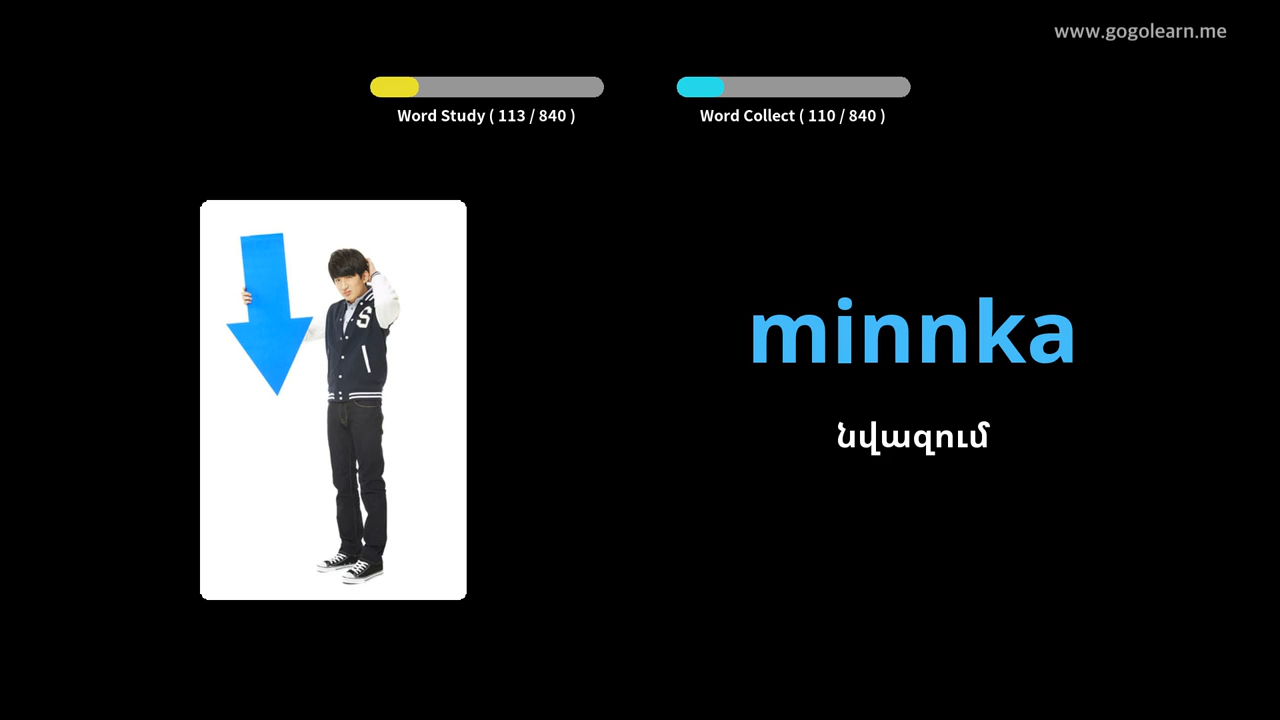 www.gogolearn.me
Word Study ( 113 / 840 )
Word Collect ( 110 / 840 )
S
minnka
նվազում